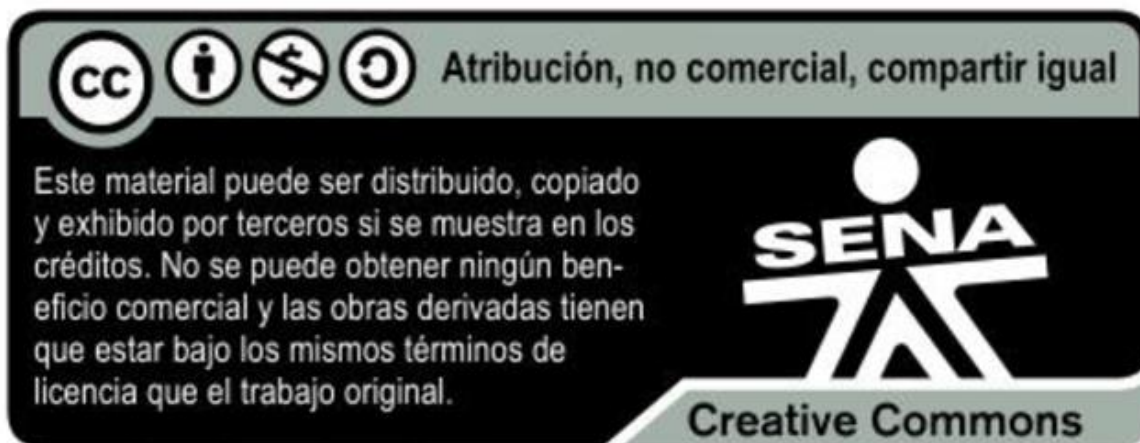 cc Atribución, no comercial, compartir igual
Este material puede ser distribuido, copiado
y exhibido por terceros si se muestra en los
créditos. No se puede obtener ningún ben-
eficio comercial y las obras derivadas tienen
que estar bajo los mismos términos de
licencia que el trabajo original.
SENA
Creative Commons